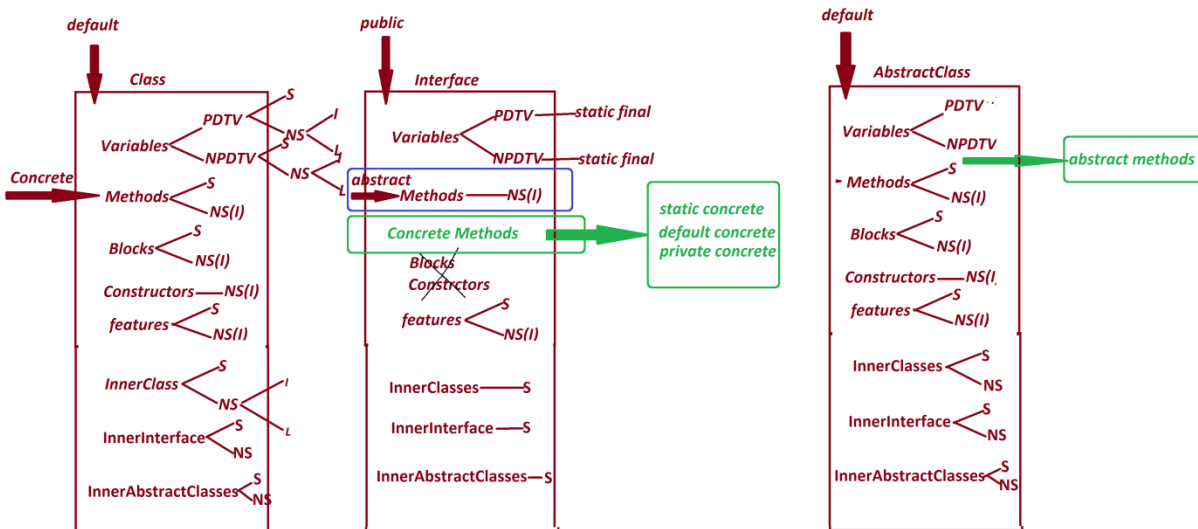 default
Class
Concrete
Variables
PDTV
S
NS
I
L
NPDTV
S
NS
I
L
Methods
S
NS(I)
Blocks
S
NS(I)
Constructors
NS(I)
features
S
NS(I)
InnerClass
S
NS
I
L
InnerInterface
S
NS
InnerAbstractClasses
S
NS
public
Interface
Variables
PDTV
static final
NPDTV
static final
abstract
Methods
NS(I)
Concrete Methods
static concrete
default concrete
private concrete
Blocks
Constrctors
features
S
NS(I)
InnerClasses
S
InnerInterface
S
InnerAbstractClasses
S
default
AbstractClass
Variables
PDTV
NPDTV
abstract methods
Methods
S
NS(I)
Blocks
S
NS(I)
Constructors
NS(I
features
S
NS(I)
InnerClasses
S
NS
InnerInterface
S
NS
InnerAbstractClasses
S
NS